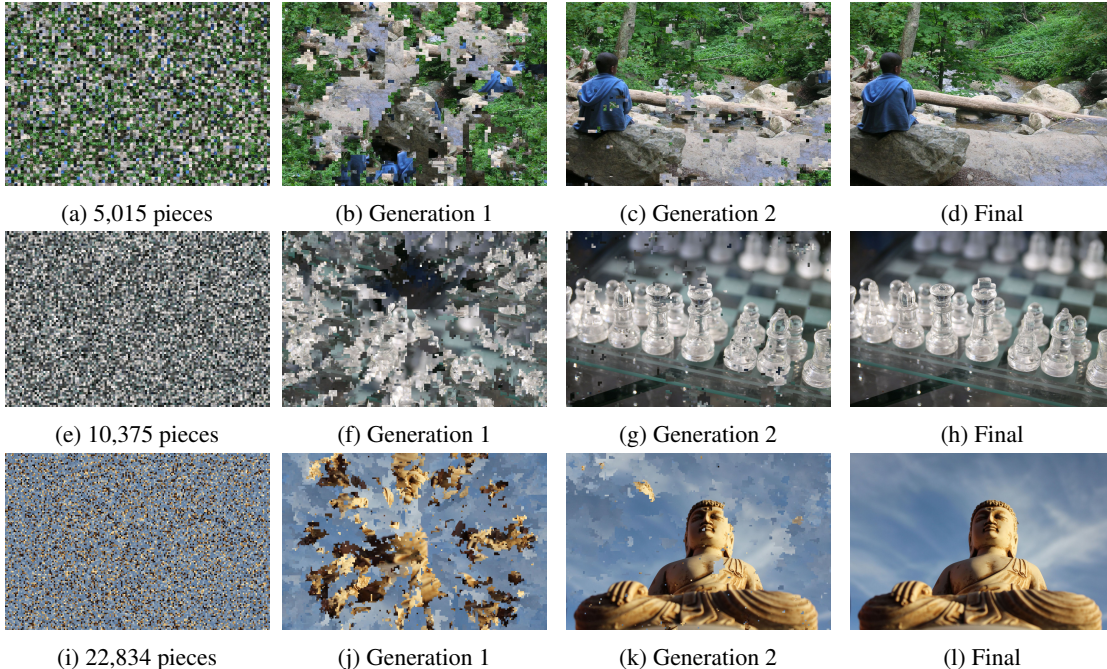 (a) 5,015 pieces (b) Generation 1 (c) Generation 2 (d) Final
(e) 10,375 pieces (f) Generation 1 (g) Generation 2 (h) Final
(i) 22,834 pieces (j) Generation 1 (k) Generation 2 (l) Final